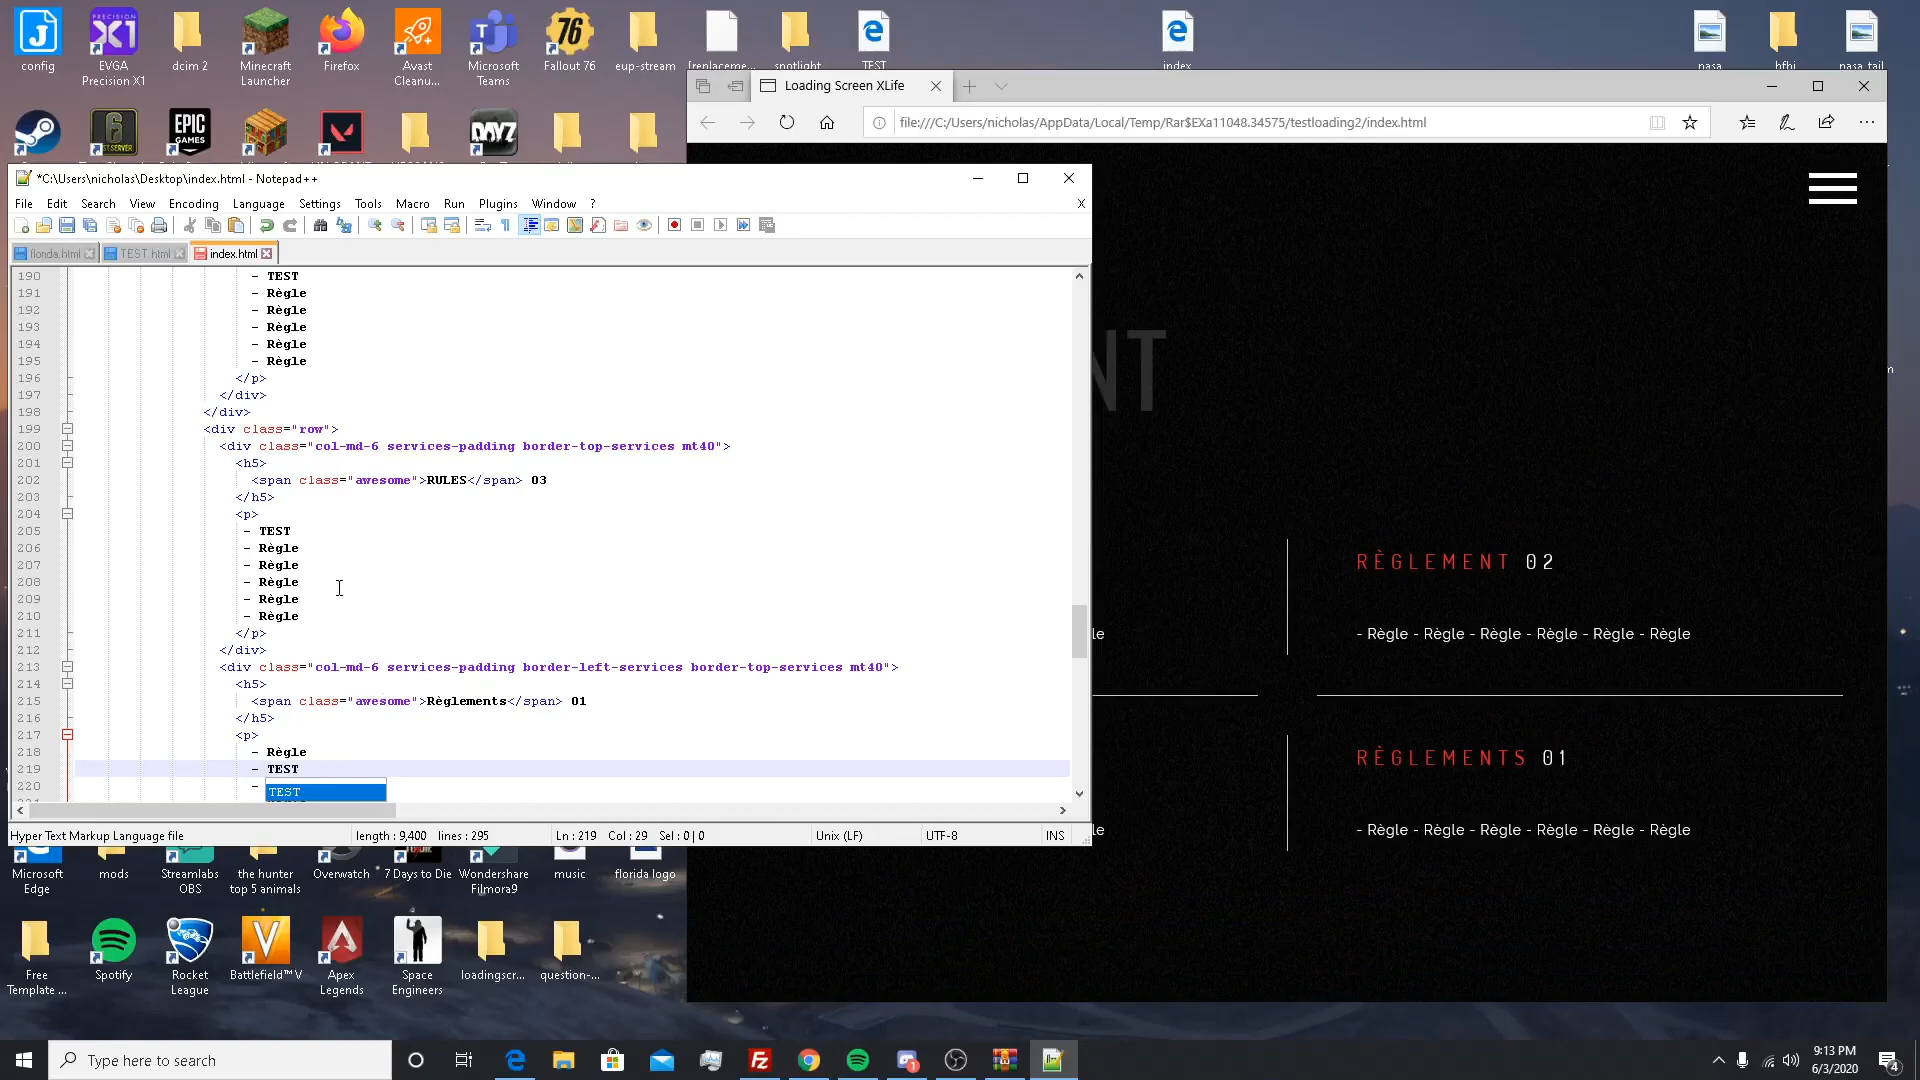 config
EVGA
Precision X1
dcim 2
Minecraft
Launcher
Firefox
Avast
Cleanu...
Microsoft
Teams
Fallout 76
eup-stream
[replaceme...
spotlight
TEST
index
nasa
hfhi
nasa tail
Loading Screen XLife
file:///C:/Users/nicholas/AppData/Local/Temp/Rar$EXa11048.34575/testloading2/index.html
*C:\Users\nicholas\Desktop\index.html - Notepad++
File Edit Search View Encoding Language Settings Tools Macro Run Plugins Window ? X
TEST.html index.html
190 - TEST
191 - Règle
192 - Règle
193 - Règle
194 - Règle
195 - Règle
196 </p>
197 </div>
198 </div>
199 <div class="row">
200 <div class="col-md-6 services-padding border-top-services mt40">
201 <h5>
202 <span class="awesome">RULES</span> 03
203 </h5>
204 <p>
205 - TEST
206 - Règle
207 - Règle
208 - Règle
209 - Règle
210 - Règle
211 </p>
212 </div>
213 <div class="col-md-6 services-padding border-left-services border-top-services mt40">
214 <h5>
215 <span class="awesome">Règlements</span> 01
216 </h5>
217 <p>
218 - Règle
219 - TEST
220 -
TEST
Hyper Text Markup Language file length : 9,400 lines : 295 Ln : 219 Col : 29 Sel : 0 | 0 Unix (LF) UTF-8 INS
NT
RÈGLEMENT 02
le
- Règle - Règle - Règle - Règle - Règle - Règle
RÈGLEMENTS 01
le
- Règle - Règle - Règle - Règle - Règle - Règle
Microsoft
Edge
mods
Streamlabs
OBS
the hunter
top 5 animals
Overwatch
7 Days to Die
Wondershare
Filmora9
music
florida logo
Free
Template ...
Spotify
Rocket
League
Battlefield™ V
Apex
Legends
Space
Engineers
loadingscr...
question-...
Type here to search
9:13 PM
6/3/2020
4